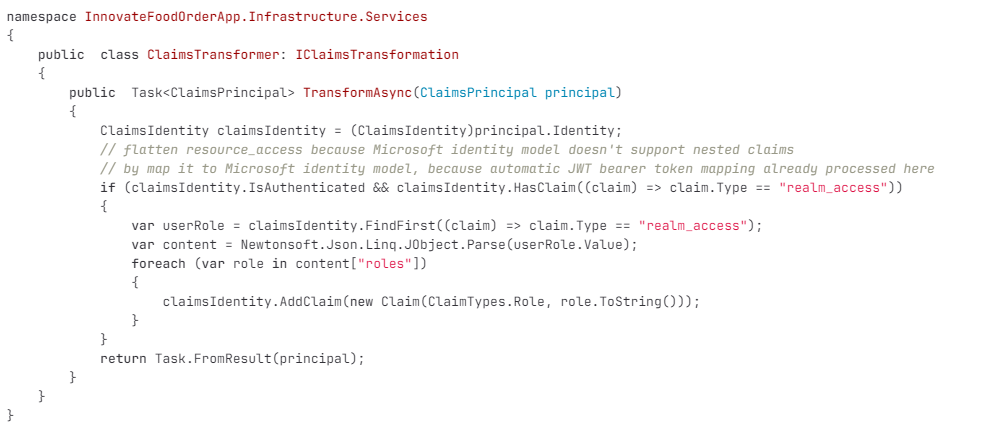 namespace InnovateFoodOrderApp.Infrastructure.Services
{
    public  class ClaimsTransformer: IClaimsTransformation
    {
        public  Task<ClaimsPrincipal> TransformAsync(ClaimsPrincipal principal)
        {
            ClaimsIdentity claimsIdentity = (ClaimsIdentity)principal.Identity;
            // flatten resource_access because Microsoft identity model doesn't support nested claims
            // by map it to Microsoft identity model, because automatic JWT bearer token mapping already processed here
            if (claimsIdentity.IsAuthenticated && claimsIdentity.HasClaim((claim) => claim.Type == "realm_access"))
            {
                var userRole = claimsIdentity.FindFirst((claim) => claim.Type == "realm_access");
                var content = Newtonsoft.Json.Linq.JObject.Parse(userRole.Value);
                foreach (var role in content["roles"])
                {
                    claimsIdentity.AddClaim(new Claim(ClaimTypes.Role, role.ToString()));
                }
            }
            return Task.FromResult(principal);
        }
    }
}